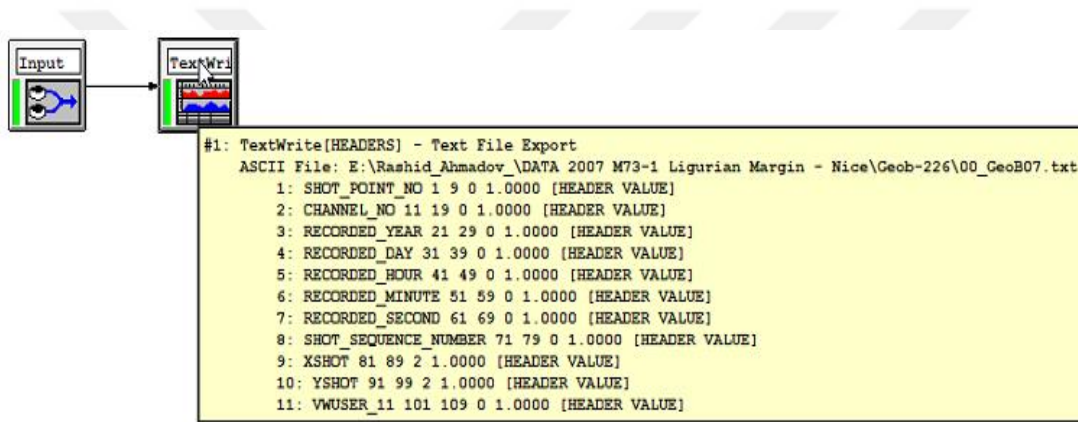 Input
TextWri
#1: TextWrite[HEADERS] - Text File Export
ASCII File: E:\Rashid_Ahmadov_\DATA 2007 M73-1 Ligurian Margin - Nice\Geob-226\00_GeoB07.txt
1: SHOT_POINT_NO 1 9 0 1.0000 [HEADER VALUE]
2: CHANNEL_NO 11 19 0 1.0000 [HEADER VALUE]
3: RECORDED_YEAR 21 29 0 1.0000 [HEADER VALUE]
4: RECORDED_DAY 31 39 0 1.0000 [HEADER VALUE]
5: RECORDED_HOUR 41 49 0 1.0000 [HEADER VALUE]
6: RECORDED_MINUTE 51 59 0 1.0000 [HEADER VALUE]
7: RECORDED_SECOND 61 69 0 1.0000 [HEADER VALUE]
8: SHOT_SEQUENCE_NUMBER 71 79 0 1.0000 [HEADER VALUE]
9: XSHOT 81 89 2 1.0000 [HEADER VALUE]
10: YSHOT 91 99 2 1.0000 [HEADER VALUE]
11: VWUSER_11 101 109 0 1.0000 [HEADER VALUE]